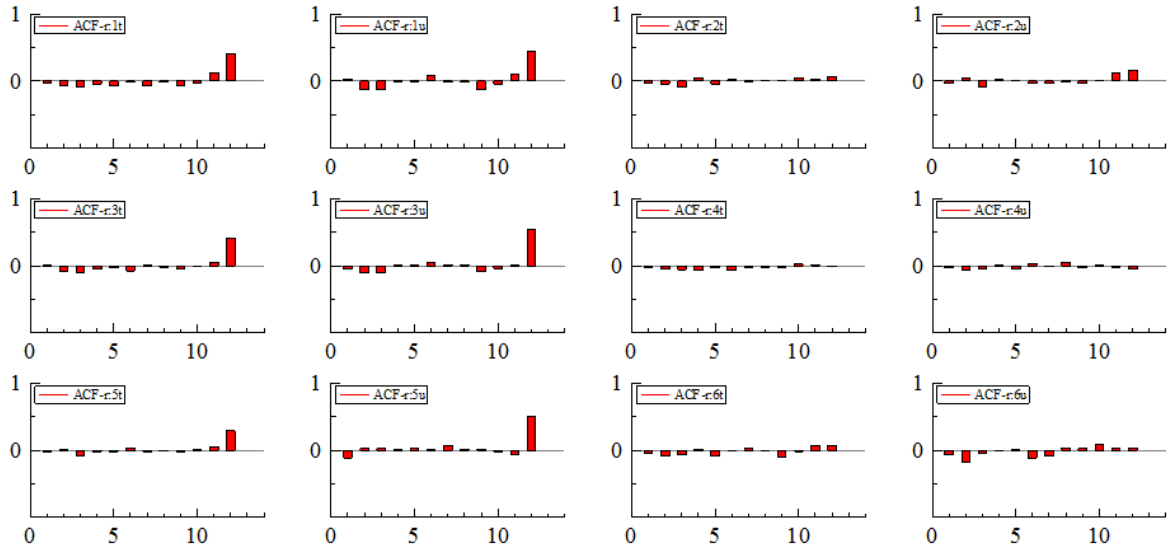 1 ACF-r:1t 1 ACF-r:1u 1 ACF-r:2t 1 ACF-r:2u
0 0 0 0
0 5 10 0 5 10 0 5 10 0 5 10
1 ACF-r:3t 1 ACF-r:3u 1 ACF-r:4t 1 ACF-r:4u
0 0 0 0
0 5 10 0 5 10 0 5 10 0 5 10
1 ACF-r:5t 1 ACF-r:5u 1 ACF-r:6t 1 ACF-r:6u
0 0 0 0
0 5 10 0 5 10 0 5 10 0 5 10